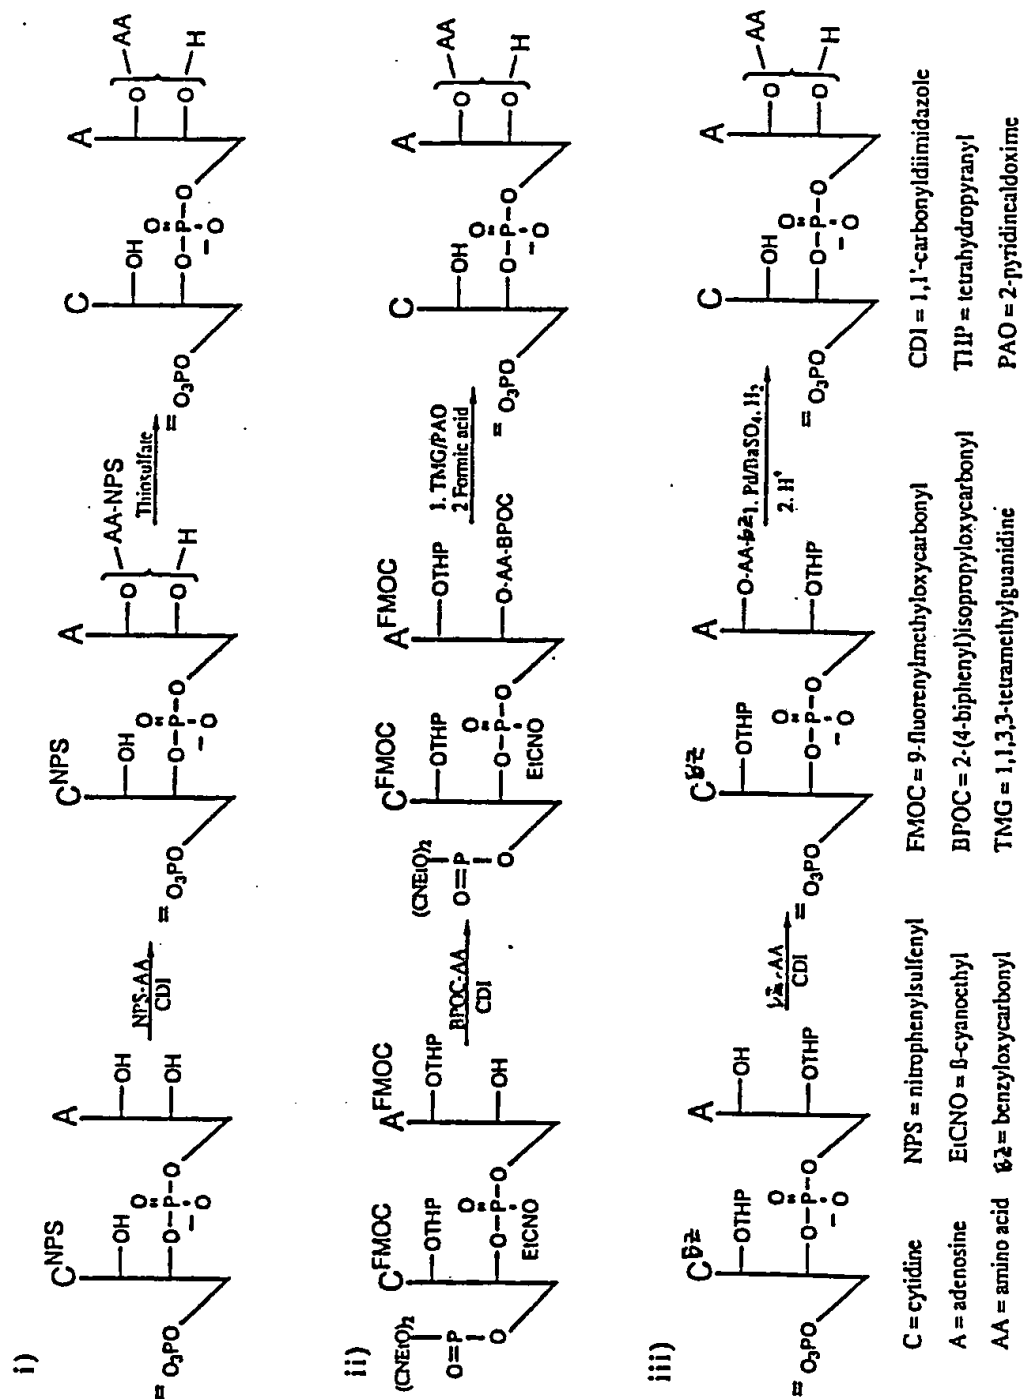 i)
C^NPS
OH
=O₃PO
O
O–P–O
–O
A
OH
OH
NPS-AA
CDI
C^NPS
OH
=O₃PO
O
O–P–O
–O
A
O
AA-NPS
O
H
Thiosulfate
C
OH
=O₃PO
O
O–P–O
–O
A
O
AA
O
H
ii)
(CNEtO)₂
O=P
O
C^FMOC
OTHP
O
O–P–O
EtCNO
A^FMOC
OTHP
OH
BPOC-AA
CDI
(CNEtO)₂
O=P
O
C^FMOC
OTHP
O
O–P–O
EtCNO
A^FMOC
OTHP
O-AA-BPOC
1. TMG/PAO
2 Formic acid
C
OH
=O₃PO
O
O–P–O
–O
A
O
AA
O
H
iii)
C^BZ
OTHP
=O₃PO
O
O–P–O
–O
A
OH
OTHP
-AA
CDI
C^BZ
OTHP
=O₃PO
O
O–P–O
–O
A
O-AA-BZ
OTHP
1. Pd/BaSO₄, H₂
2. H⁺
C
OH
=O₃PO
O
O–P–O
–O
A
O
AA
O
H
C = cytidine NPS = nitrophenylsulfenyl FMOC = 9-fluorenylmethyloxycarbonyl CDI = 1,1'-carbonyldiimidazole
A = adenosine EtCNO = ß-cyanoethyl BPOC = 2-(4-biphenyl)isopropyloxycarbonyl THP = tetrahydropyranyl
AA = amino acid BZ = benzyloxycarbonyl TMG = 1,1,3,3-tetramethylguanidine PAO = 2-pyridincaldoxime